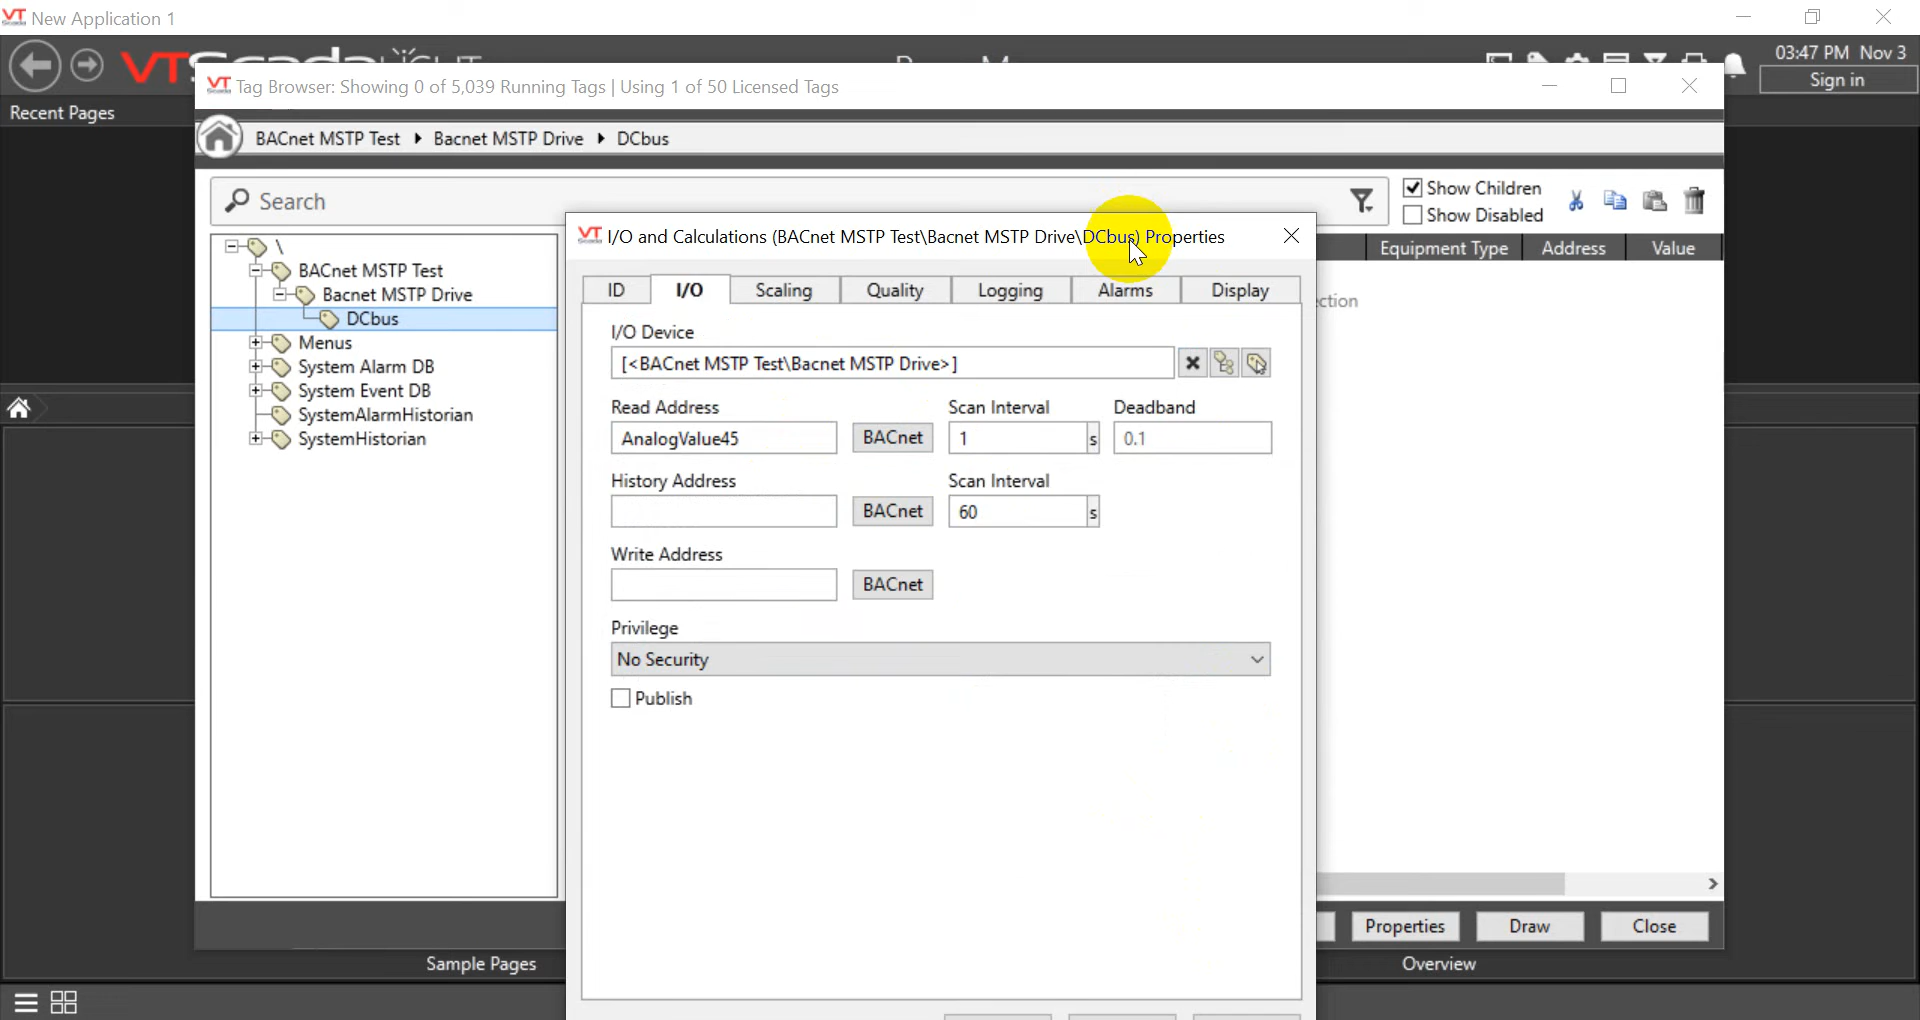 New Application 1
03:47 PM Nov 3
Sign in
Recent Pages
Tag Browser: Showing 0 of 5,039 Running Tags | Using 1 of 50 Licensed Tags
BACnet MSTP Test Bacnet MSTP Drive DCbus
Search
Show Children
Show Disabled
\
BACnet MSTP Test
Bacnet MSTP Drive
DCbus
Menus
System Alarm DB
System Event DB
SystemAlarmHistorian
SystemHistorian
Equipment Type Address Value
I/O and Calculations (BACnet MSTP Test\Bacnet MSTP Drive\DCbus) Properties
ID I/O Scaling Quality Logging Alarms Display
I/O Device
[<BACnet MSTP Test\Bacnet MSTP Drive>]
Read Address Scan Interval Deadband
AnalogValue45 BACnet 1 s 0.1
History Address Scan Interval
BACnet 60 s
Write Address
BACnet
Privilege
No Security
Publish
Properties Draw Close
Sample Pages
Overview